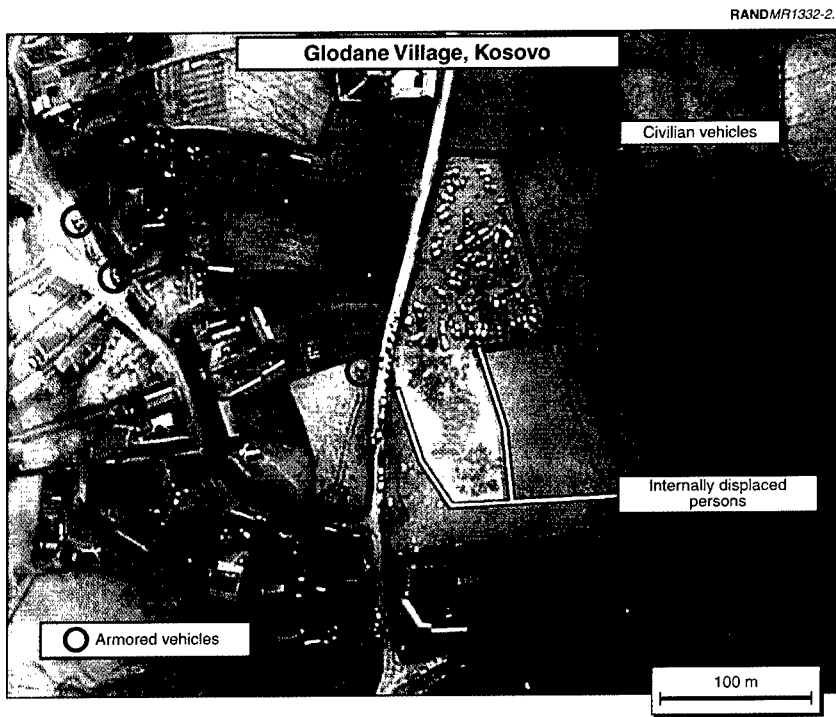 RANDMR1332-2.
Glodane Village, Kosovo
Civilian vehicles
Internally displaced
persons
Armored vehicles
100 m